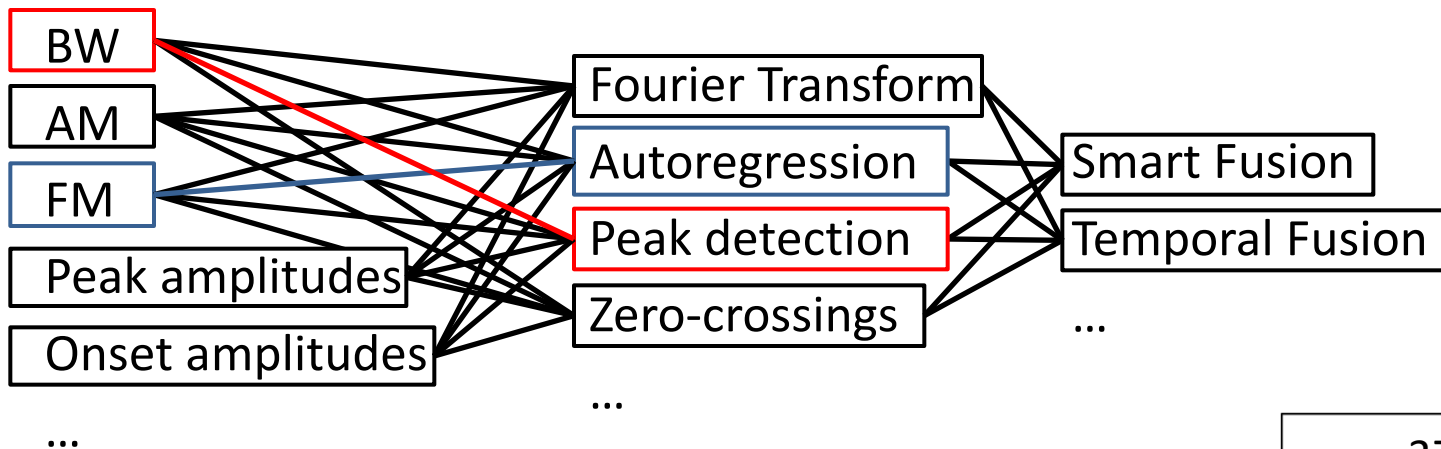 BW
AM
FM
Peak amplitudes
Onset amplitudes
...
Fourier Transform
Autoregression
Peak detection
Zero-crossings
...
Smart Fusion
Temporal Fusion
...